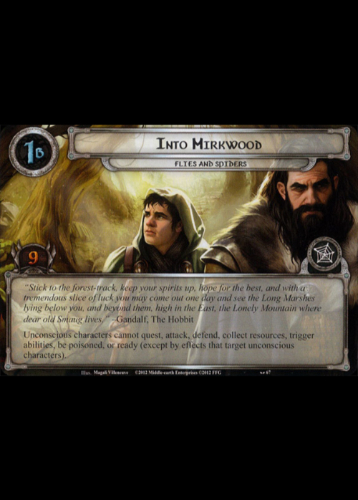 1B
INTO MIRKWOOD
FLIES AND SPIDERS
9
"Stick to the forest-track, keep your spirits up, hope for the best, and with a
tremendous slice of luck you may come out one day and see the Long Marshes
lying below you, and beyond them, high in the East, the Lonely Mountain where
dear old Smaug lives." –Gandalf, The Hobbit
Unconscious characters cannot quest, attack, defend, collect resources, trigger
abilities, be poisoned, or ready (except by effects that target unconscious
characters).
Illus. Magali Villeneuve ©2012 Middle-earth Enterprises ©2012 FFG